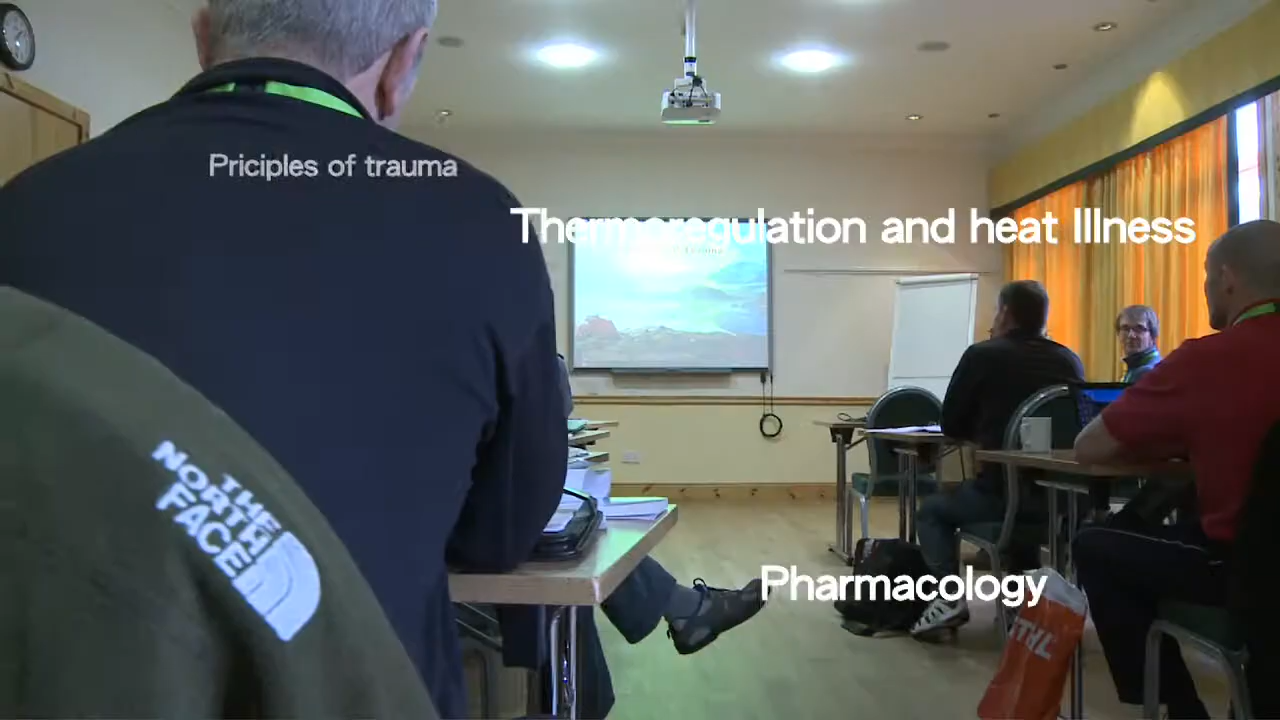 Priciples of trauma
Thermoregulation and heat Illness
THE
NORTH
FACE
Pharmacology